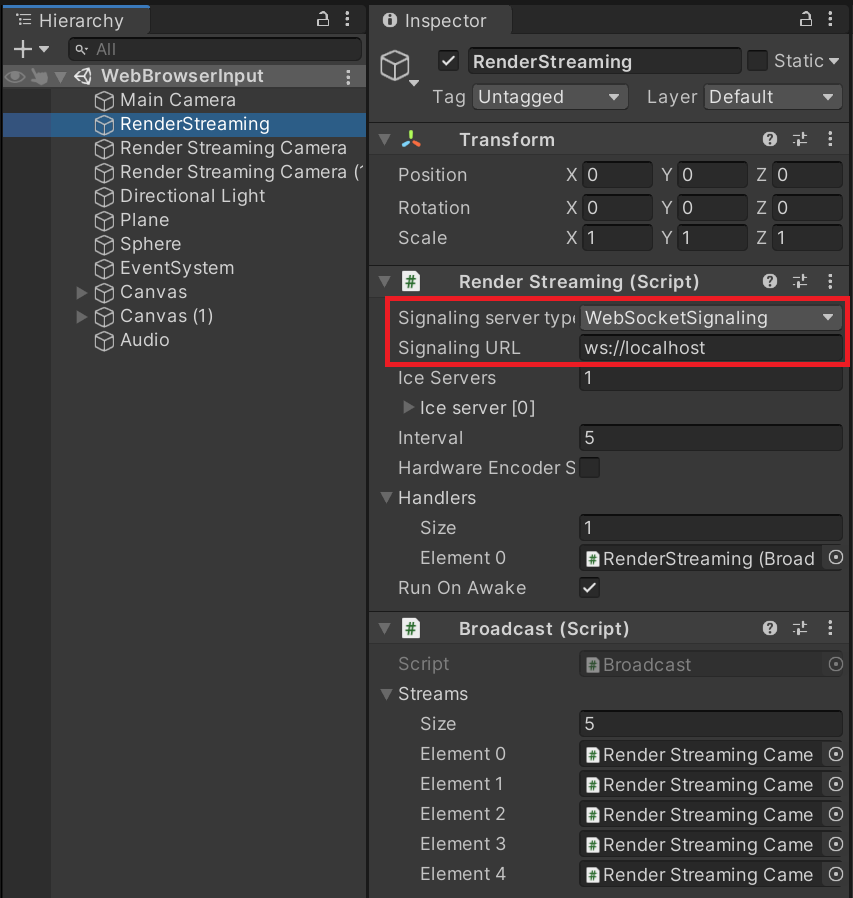 Hierarchy
All
WebBrowserInput
Main Camera
RenderStreaming
Render Streaming Camera
Render Streaming Camera (1
Directional Light
Plane
Sphere
EventSystem
Canvas
Canvas (1)
Audio
Inspector
RenderStreaming Static
Tag Untagged Layer Default
Transform
Position X 0 Y 0 Z 0
Rotation X 0 Y 0 Z 0
Scale X 1 Y 1 Z 1
# Render Streaming (Script)
Signaling server type WebSocketSignaling
Signaling URL ws://localhost
Ice Servers 1
Ice server [0]
Interval 5
Hardware Encoder S
Handlers
Size 1
Element 0 # RenderStreaming (Broad
Run On Awake
# Broadcast (Script)
Script # Broadcast
Streams
Size 5
Element 0 # Render Streaming Came
Element 1 # Render Streaming Came
Element 2 # Render Streaming Came
Element 3 # Render Streaming Came
Element 4 # Render Streaming Came